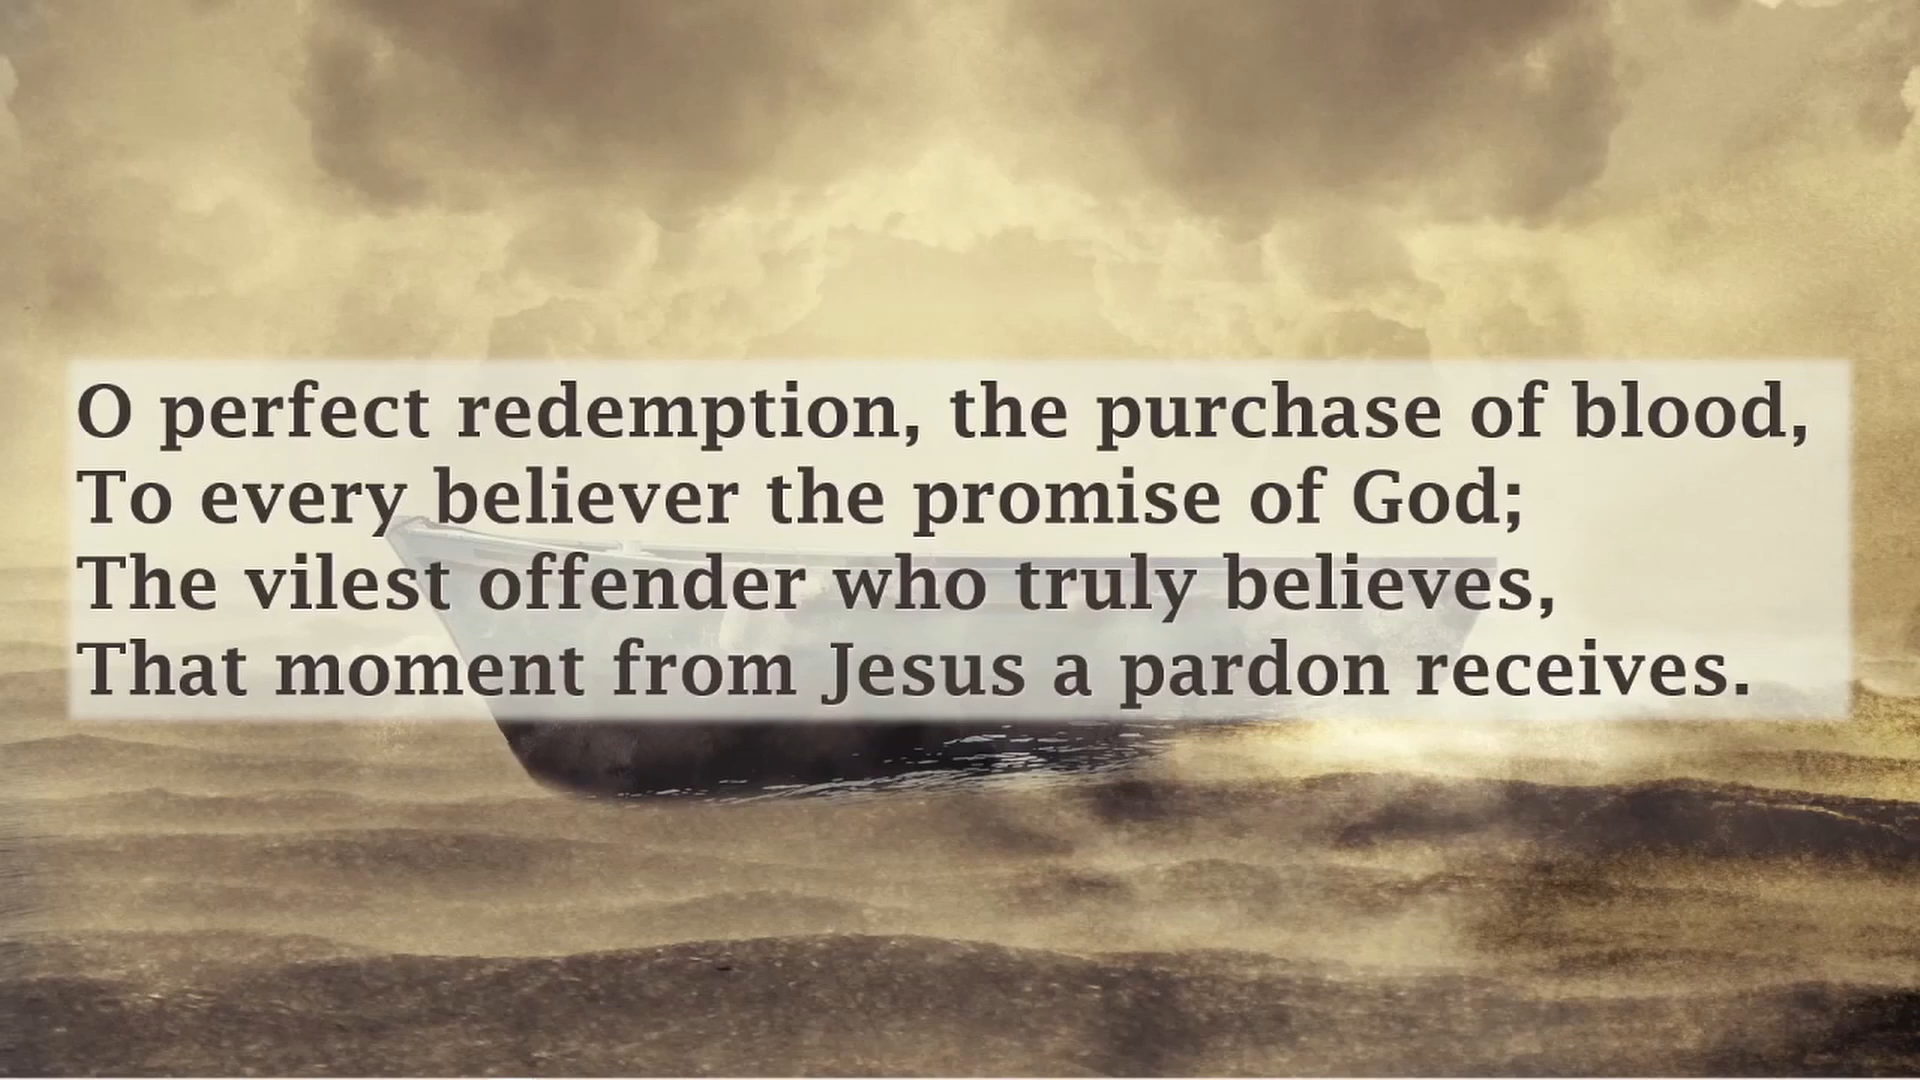 O perfect redemption, the purchase of blood,
To every believer the promise of God;
The vilest offender who truly believes,
That moment from Jesus a pardon receives.